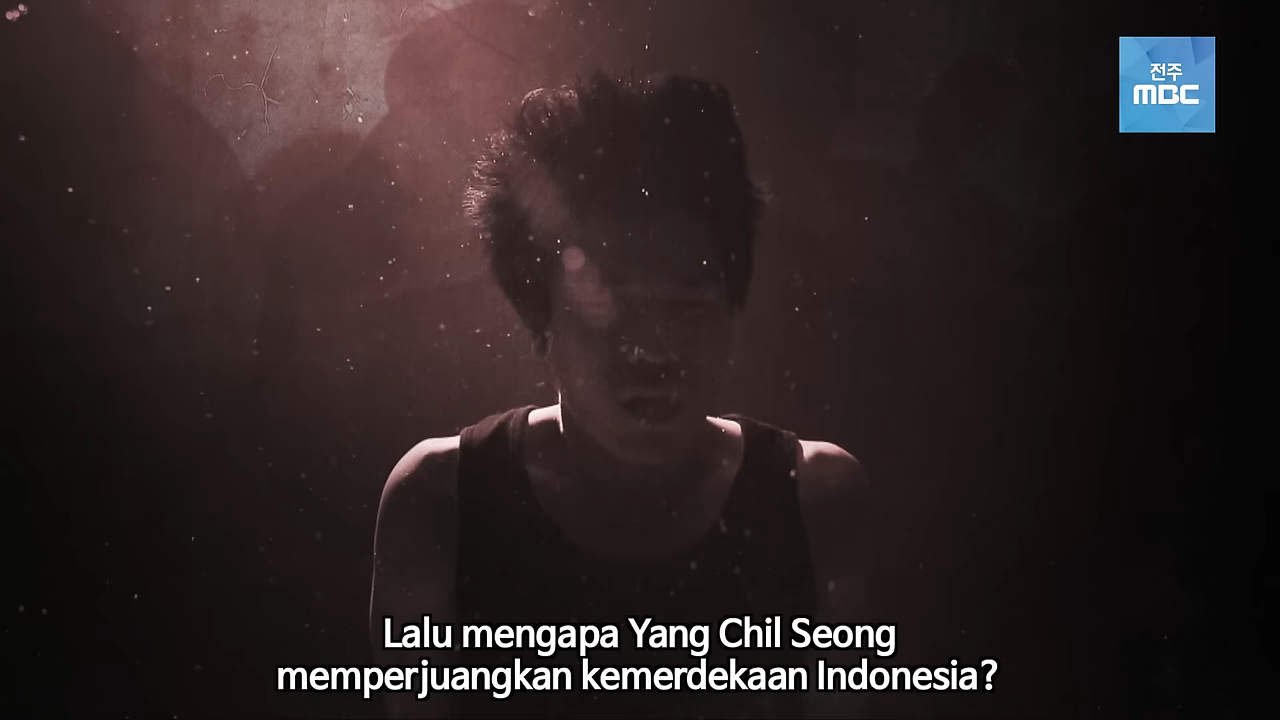 전주
MBC
Lalu mengapa Yang Chil Seong
memperjuangkan kemerdekaan Indonesia?